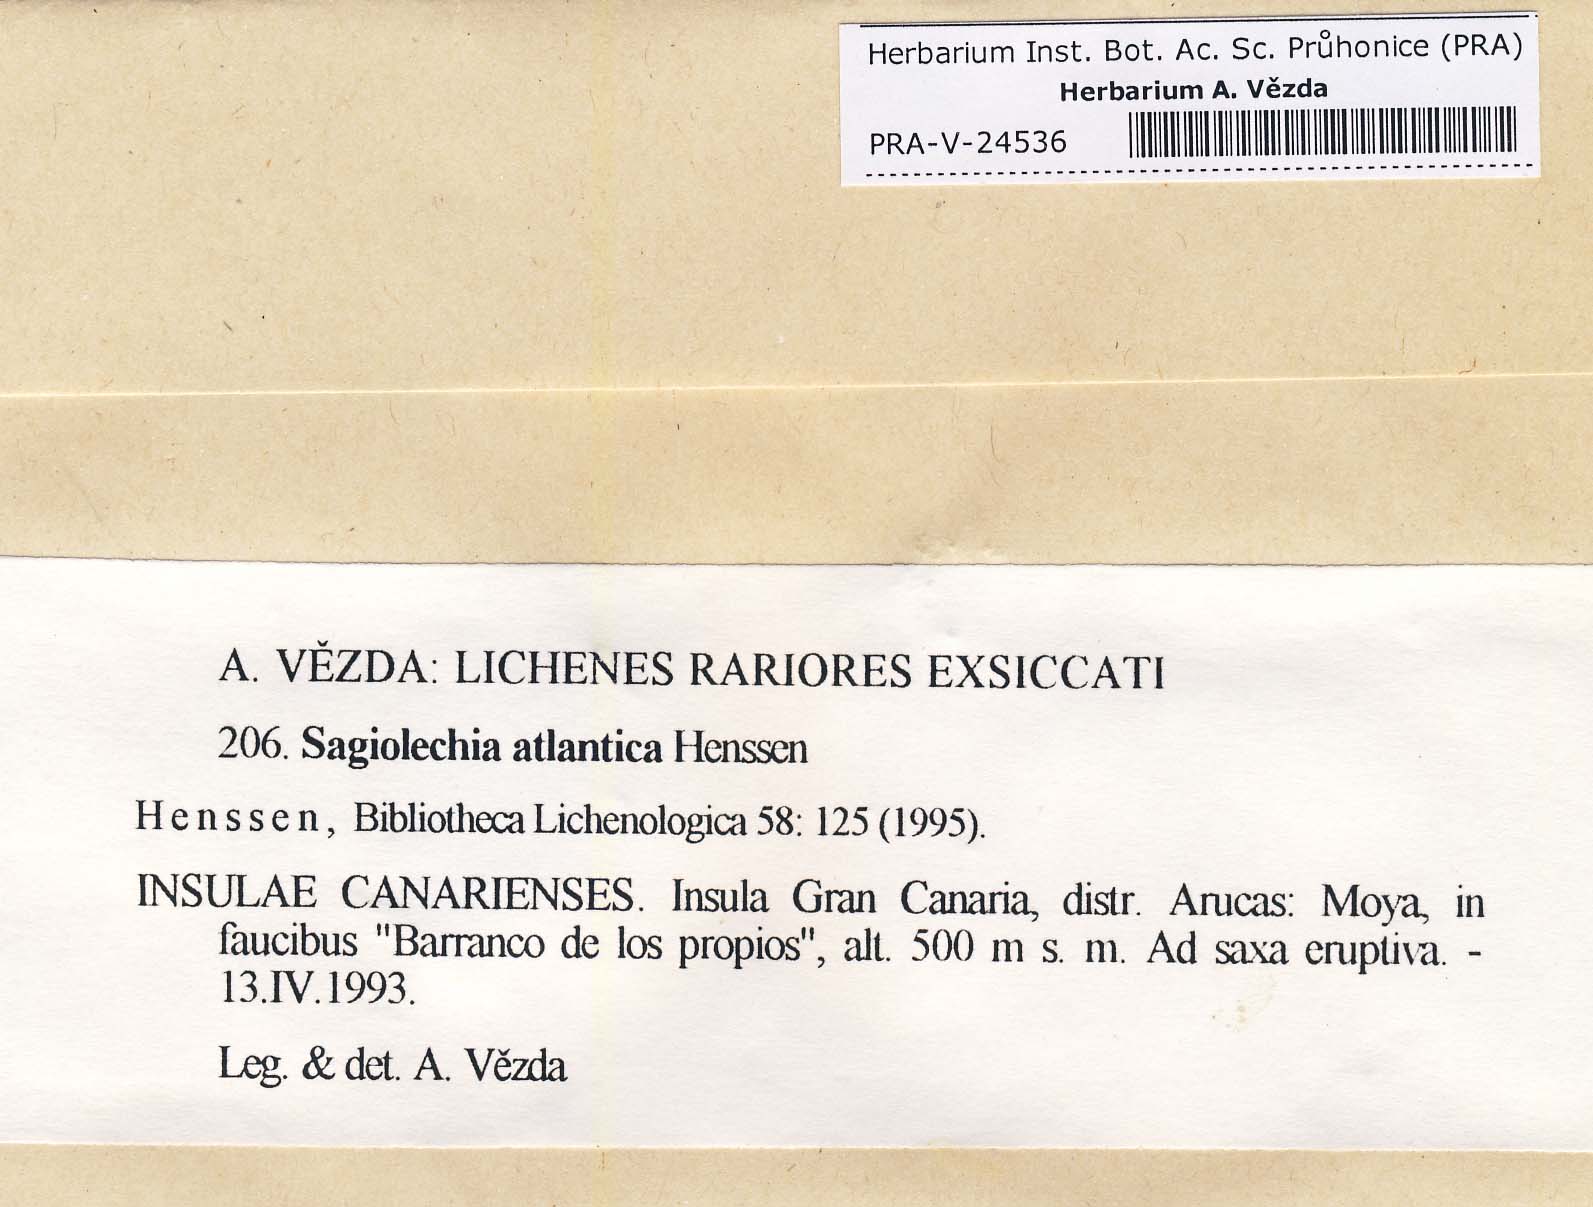 Herbarium Inst. Bot. Ac. Sc. Průhonice (PRA)
Herbarium A. Vězda
PRA-V-24536
A. VĚZDA: LICHENES RARIORES EXSICCATI
206. Sagiolechia atlantica Henssen
Henssen, Bibliotheca Lichenologica 58: 125 (1995).
INSULAE CANARIENSES. Insula Gran Canaria, distr. Arucas: Moya, in
faucibus "Barranco de los propios", alt. 500 m s. m. Ad saxa eruptiva. -
13.IV.1993.
Leg. & det. A. Vězda